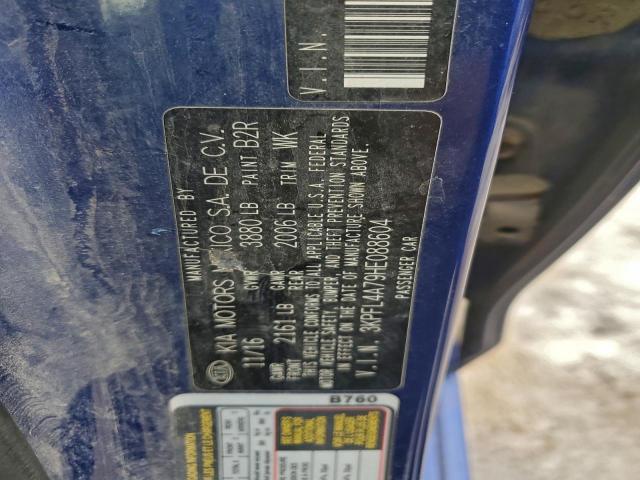 V.I.N.
MANUFACTURED BY
KIA KIA MOTORS MEXICO S.A DE C.V.
11/16 GVWR 3880 LB PAINT B2R
GAWR FRONT 2161 LB GAWR REAR 2006 LB TRIM WK
THIS VEHICLE CONFORMS TO ALL APPLICABLE U.S.A. FEDERAL
MOTOR VEHICLE SAFETY, BUMPER, AND THEFT PREVENTION STANDARDS
IN EFFECT ON THE DATE OF MANUFACTURE SHOWN ABOVE.
V.I.N. 3KPFL4A79HE088604
PASSENGER CAR
B760